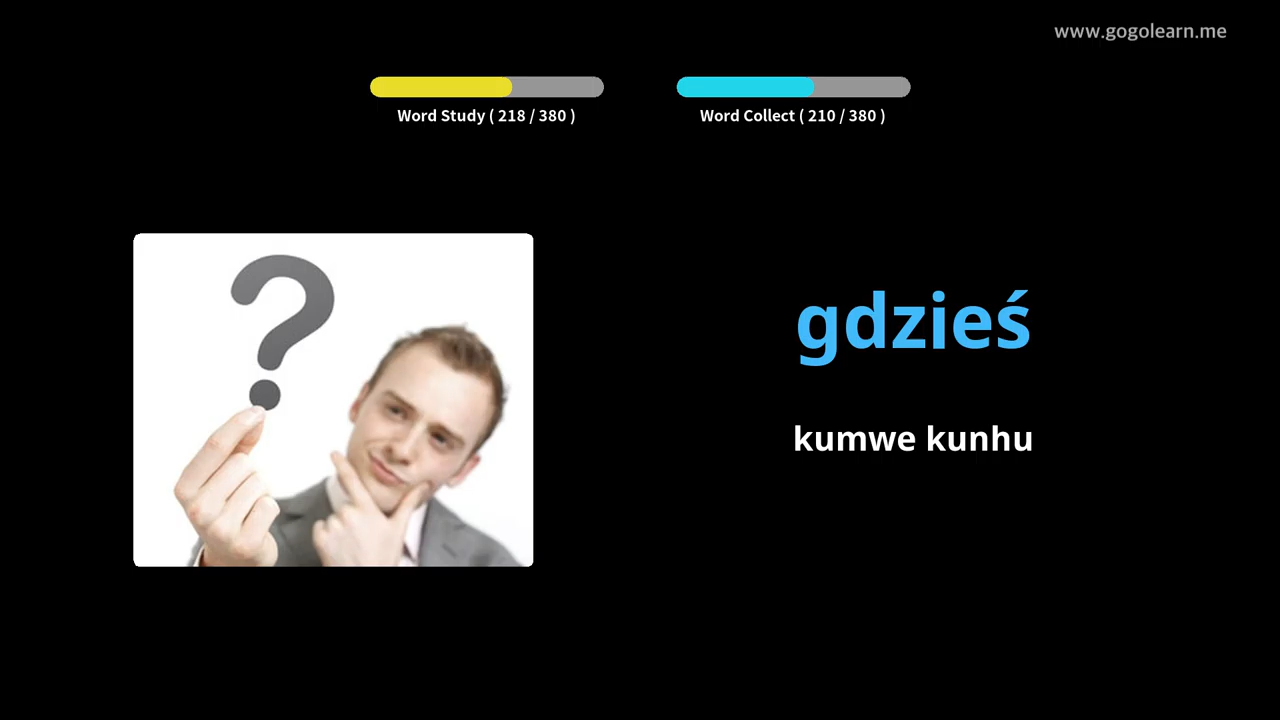 www.gogolearn.me
Word Study ( 218 / 380 )
Word Collect ( 210 / 380 )
?
gdzieś
kumwe kunhu